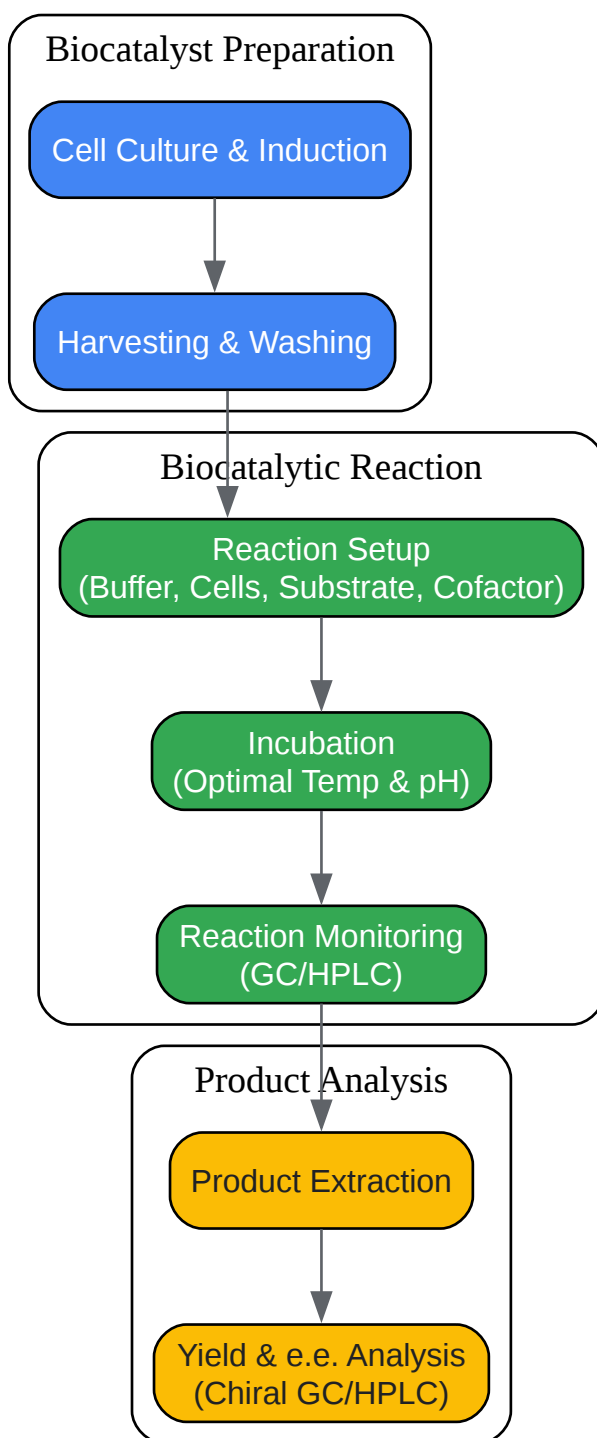 Biocatalyst Preparation
Cell Culture & Induction
Harvesting & Washing
Biocatalytic Reaction
Reaction Setup
(Buffer, Cells, Substrate, Cofactor)
Incubation
(Optimal Temp & pH)
Reaction Monitoring
(GC/HPLC)
Product Analysis
Product Extraction
Yield & e.e. Analysis
(Chiral GC/HPLC)